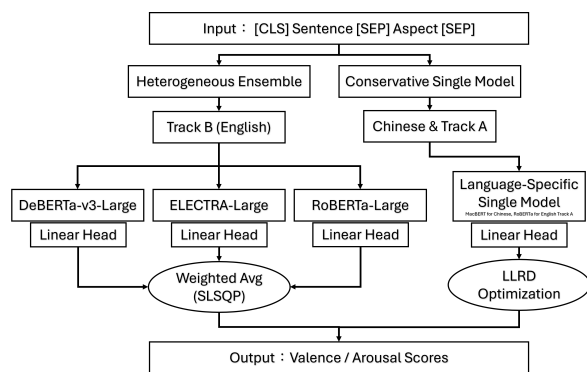 Input： [CLS] Sentence [SEP] Aspect [SEP]
Heterogeneous Ensemble
Conservative Single Model
Track B (English)
Chinese & Track A
DeBERTa-v3-Large
ELECTRA-Large
RoBERTa-Large
Language-Specific
Single Model
MacBERT for Chinese, RoBERTa for English Track A
Linear Head
Linear Head
Linear Head
Linear Head
Weighted Avg
(SLSQP)
LLRD
Optimization
Output：Valence / Arousal Scores